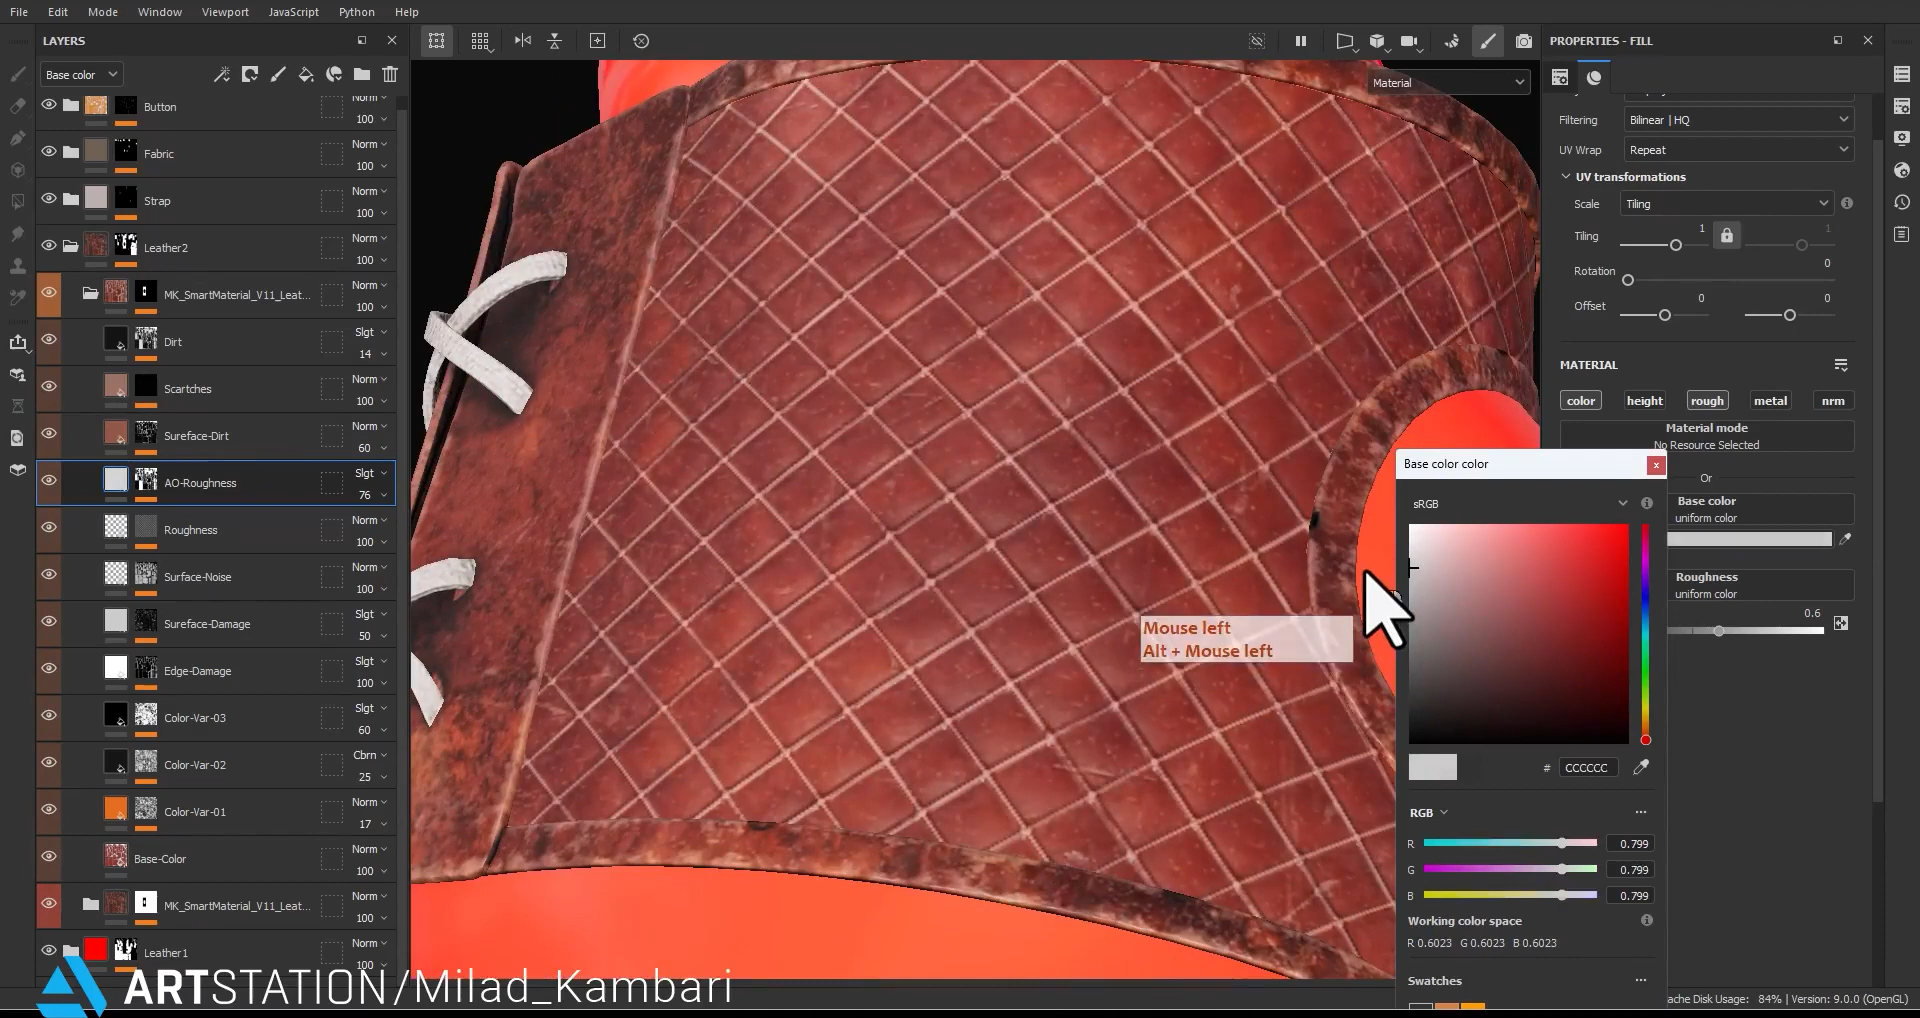 File Edit Mode Window Viewport JavaScript Python Help
LAYERS
Base color
Norm
Button
100
Norm
Fabric
100
Norm
Strap
100
Norm
Leather2
100
Norm
MK_SmartMaterial_V11_Leat...
100
Slgt
Dirt
14
Norm
Scartches
100
Norm
Sureface-Dirt
60
Slgt
AO-Roughness
76
Norm
Roughness
100
Norm
Surface-Noise
100
Slgt
Sureface-Damage
50
Slgt
Edge-Damage
100
Slgt
Color-Var-03
60
Cbrn
Color-Var-02
25
Norm
Color-Var-01
17
Norm
Base-Color
100
Norm
MK_SmartMaterial_V11_Leat...
100
Norm
Leather1
100
ARTSTATION/Milad_Kambari
Material
Mouse left
Alt + Mouse left
PROPERTIES - FILL
Filtering Bilinear | HQ
UV Wrap Repeat
UV transformations
Scale Tiling
Tiling 1 1
Rotation 0
Offset 0 0
MATERIAL
color height rough metal nrm
Material mode
No Resource Selected
Or
Base color
uniform color
Roughness
uniform color
0.6
Base color color
x
sRGB
# CCCCCC
RGB
R 0.799
G 0.799
B 0.799
Working color space
R 0.6023 G 0.6023 B 0.6023
Swatches
ache Disk Usage: 84% | Version: 9.0.0 (OpenGL)